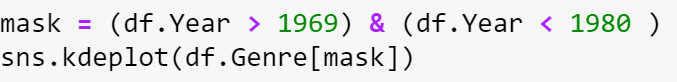 mask = (df.Year > 1969) & (df.Year < 1980 )
sns.kdeplot(df.Genre[mask])